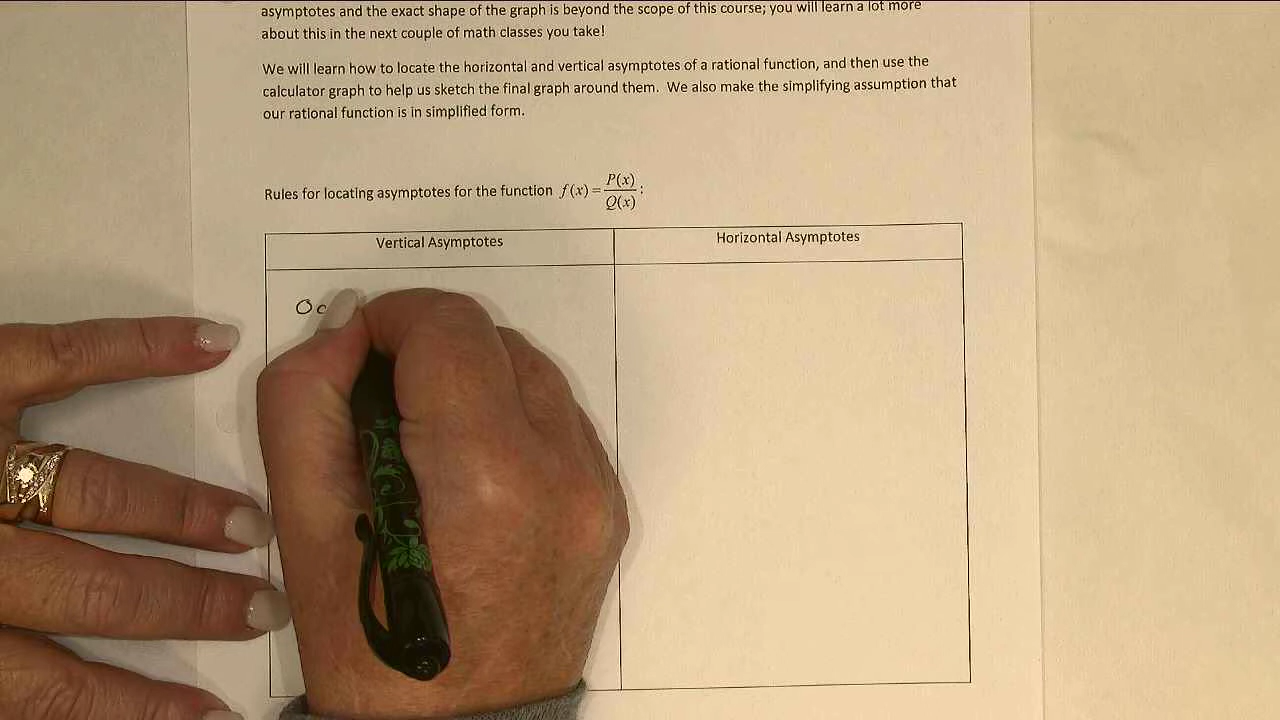 asymptotes and the exact shape of the graph is beyond the scope of this course; you will learn a lot more
about this in the next couple of math classes you take!
We will learn how to locate the horizontal and vertical asymptotes of a rational function, and then use the
calculator graph to help us sketch the final graph around them. We also make the simplifying assumption that
our rational function is in simplified form.
Rules for locating asymptotes for the function f(x) = P(x)/Q(x):
Vertical Asymptotes
Horizontal Asymptotes
Oc